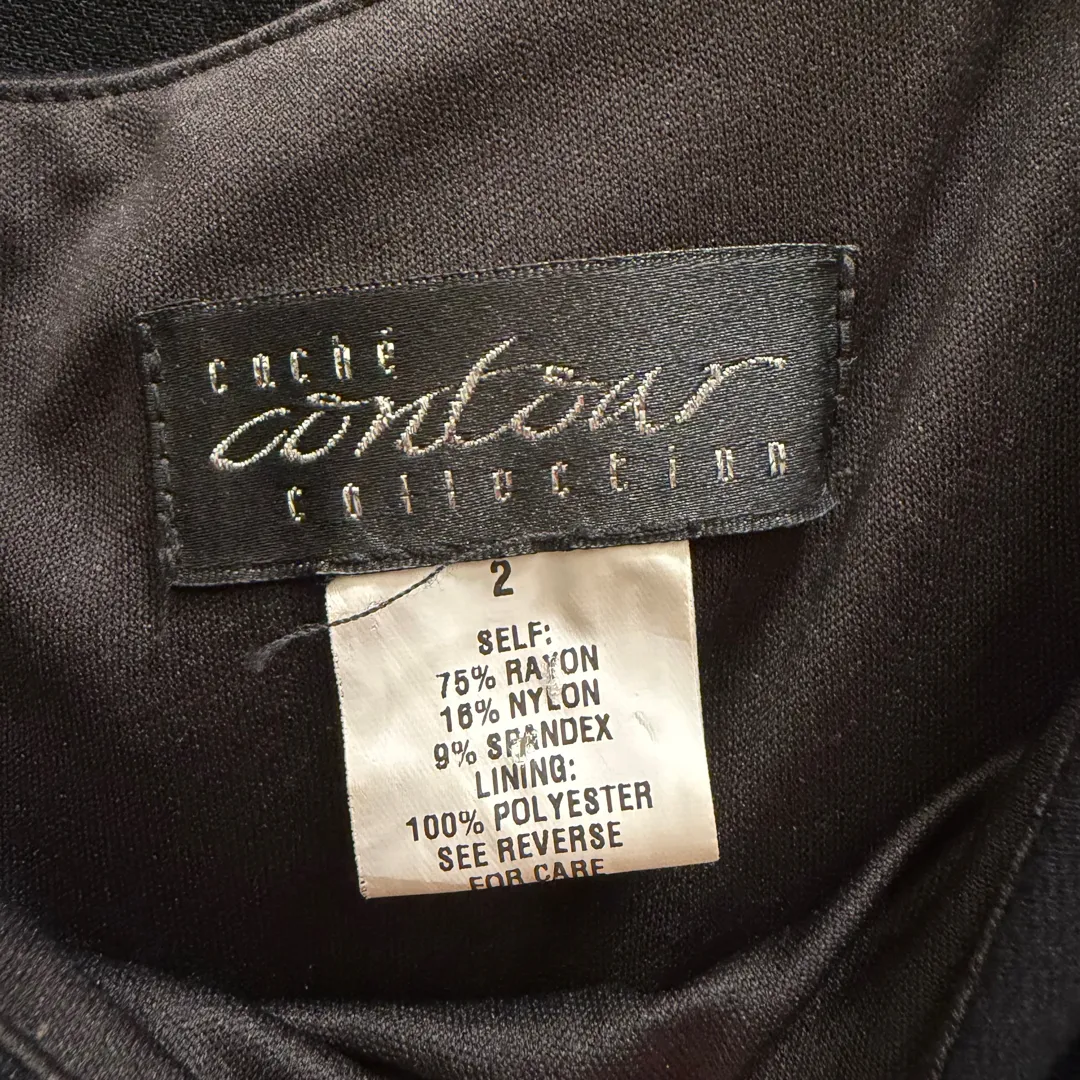 caché
contour
collection
2
SELF:
75% RAYON
16% NYLON
9% SPANDEX
LINING:
100% POLYESTER
SEE REVERSE
FOR CARE